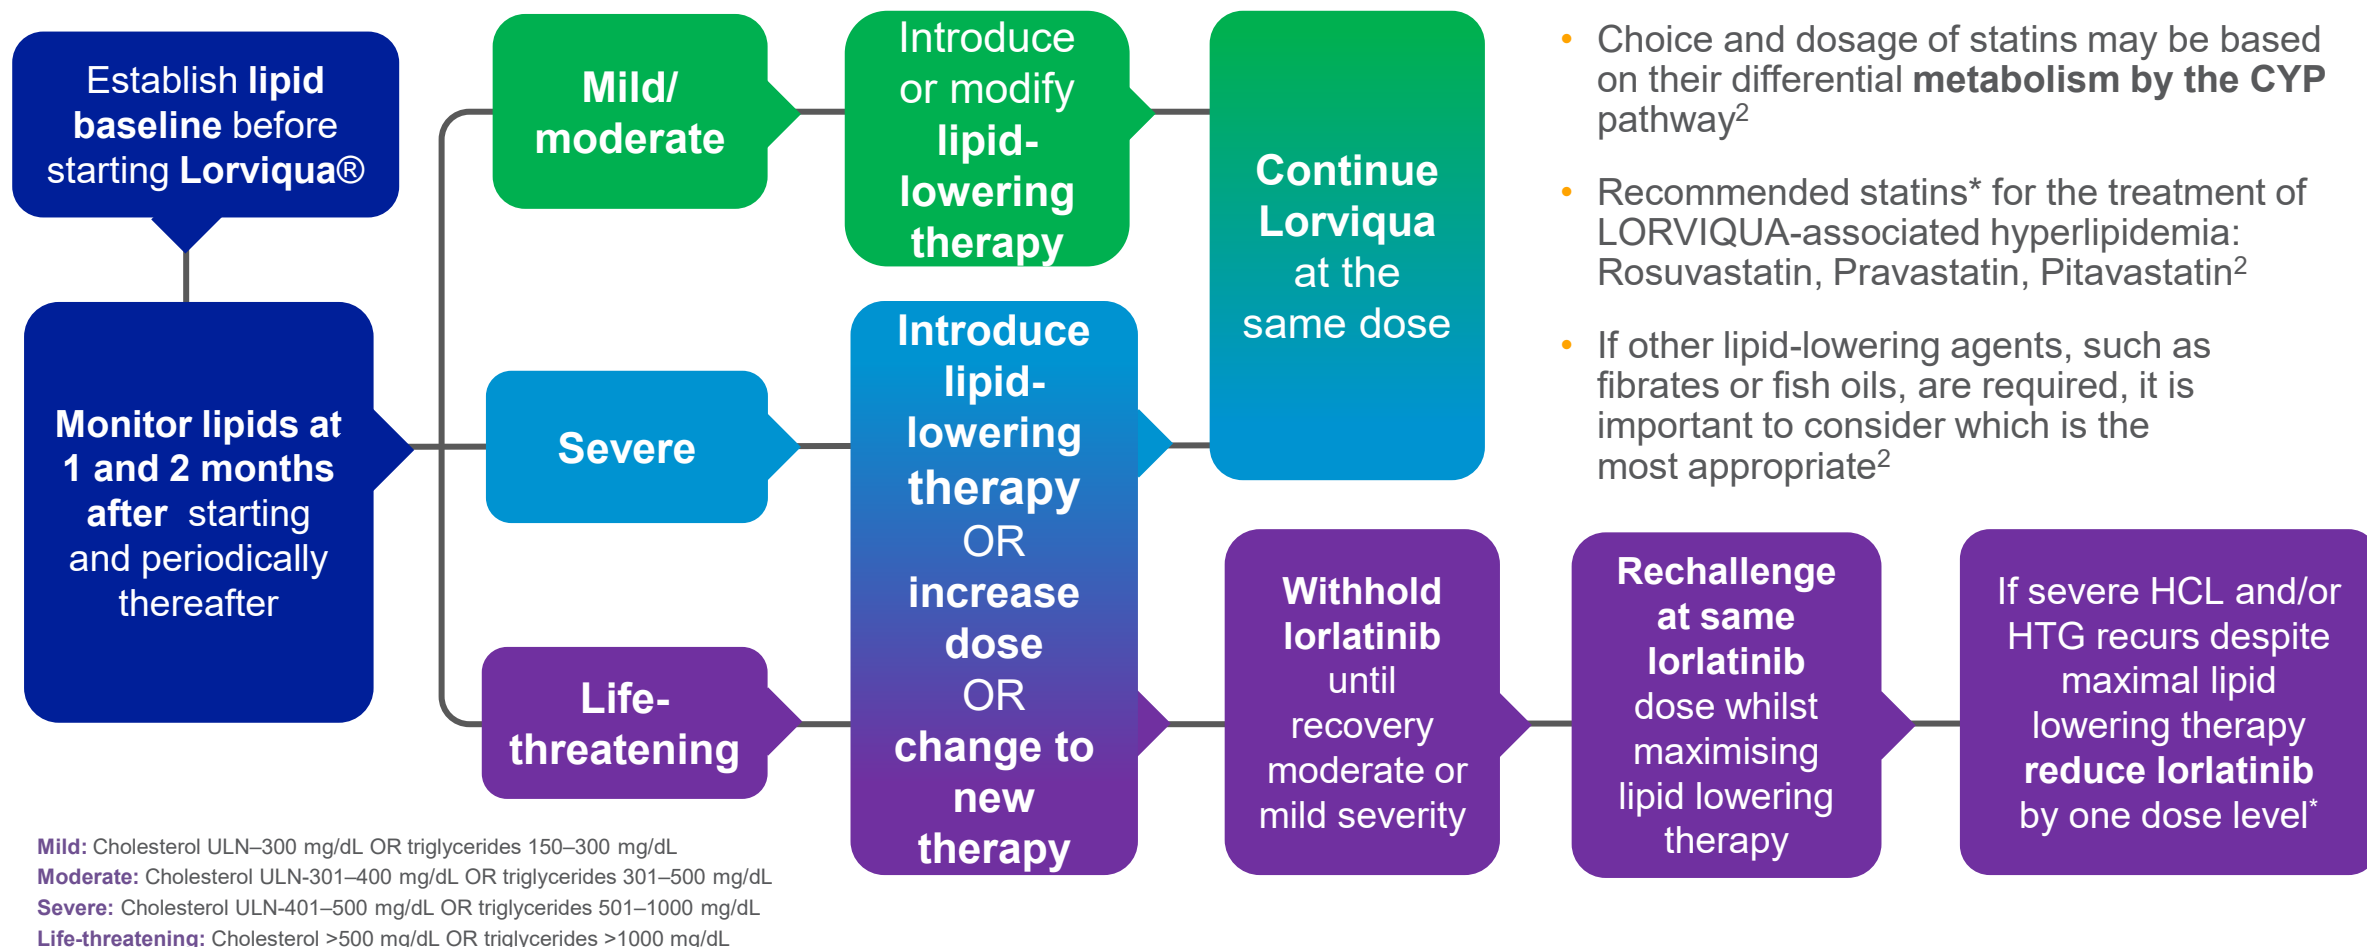 Establish lipid
baseline before
starting Lorviqua®
Monitor lipids at
1 and 2 months
after starting
and periodically
thereafter
Mild/
moderate
Introduce
or modify
lipid-
lowering
therapy
Continue
Lorviqua
at the
same dose
Severe
Introduce
lipid-
lowering
therapy
OR
increase
dose
OR
change to
new
therapy
Life-
threatening
Withhold
lorlatinib
until
recovery
moderate or
mild severity
Rechallenge
at same
lorlatinib
dose whilst
maximising
lipid lowering
therapy
If severe HCL and/or
HTG recurs despite
maximal lipid
lowering therapy
reduce lorlatinib
by one dose level*
• Choice and dosage of statins may be based
on their differential metabolism by the CYP
pathway²
• Recommended statins* for the treatment of
LORVIQUA-associated hyperlipidemia:
Rosuvastatin, Pravastatin, Pitavastatin²
• If other lipid-lowering agents, such as
fibrates or fish oils, are required, it is
important to consider which is the
most appropriate²
Mild: Cholesterol ULN–300 mg/dL OR triglycerides 150–300 mg/dL
Moderate: Cholesterol ULN-301–400 mg/dL OR triglycerides 301–500 mg/dL
Severe: Cholesterol ULN-401–500 mg/dL OR triglycerides 501–1000 mg/dL
Life-threatening: Cholesterol >500 mg/dL OR triglycerides >1000 mg/dL